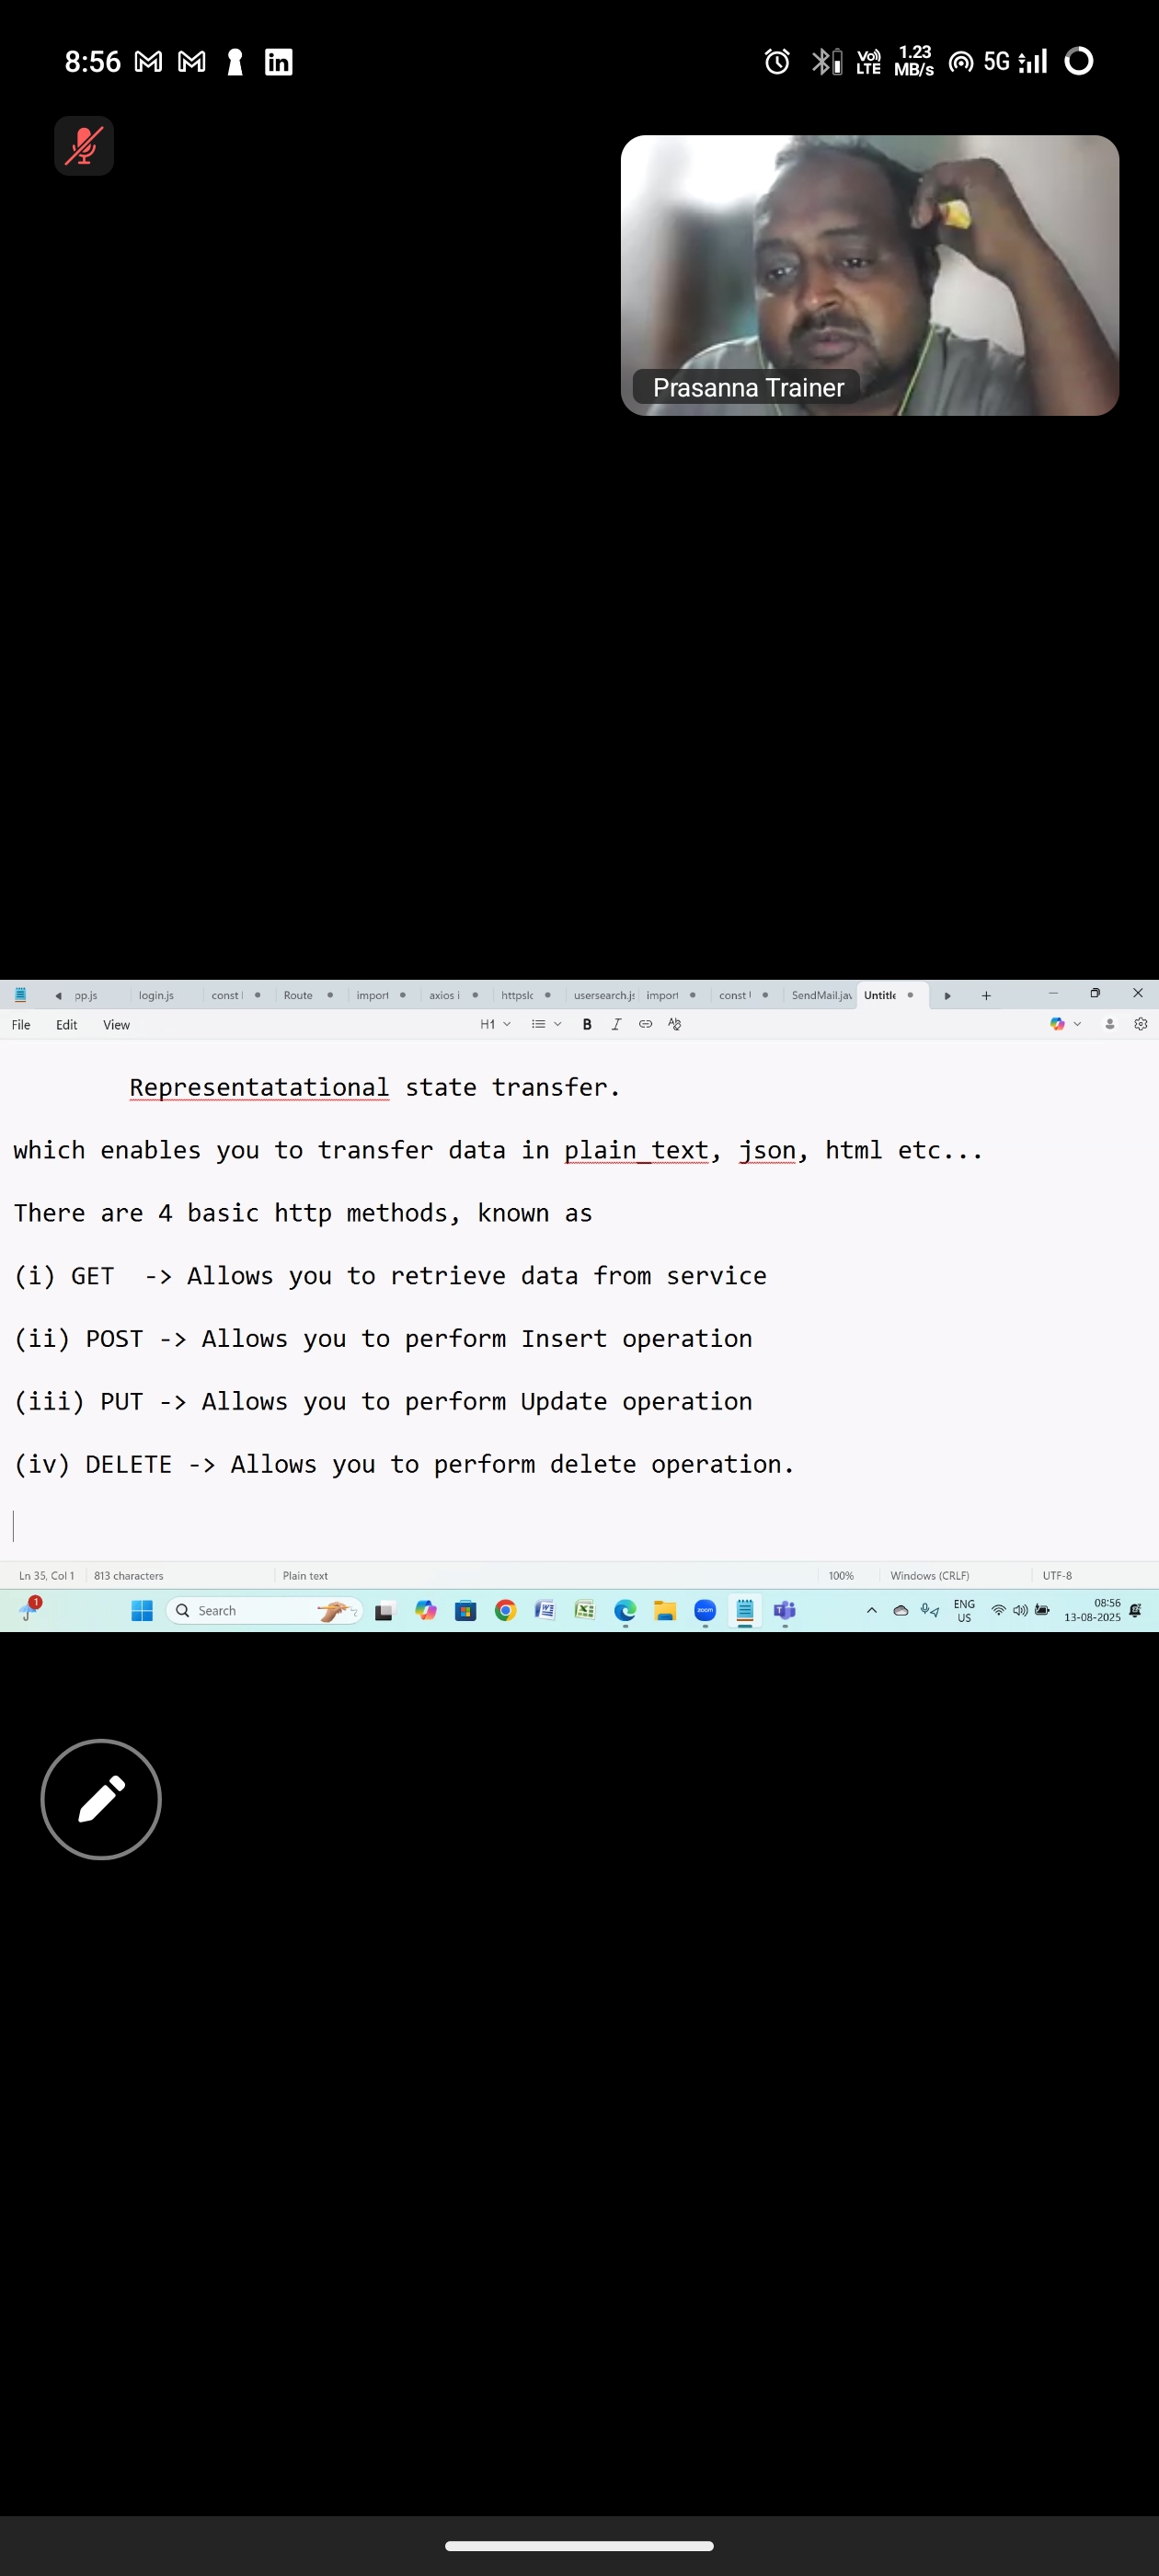 8:56
VoLTE
1.23
MB/s
5G
Prasanna Trainer
pp.js login.js const Route import axios i httpslc usersearch.js import const SendMail.jav Untitle
File Edit View H1 B I
Representatational state transfer.
which enables you to transfer data in plain_text, json, html etc...
There are 4 basic http methods, known as
(i) GET -> Allows you to retrieve data from service
(ii) POST -> Allows you to perform Insert operation
(iii) PUT -> Allows you to perform Update operation
(iv) DELETE -> Allows you to perform delete operation.
Ln 35, Col 1 813 characters Plain text 100% Windows (CRLF) UTF-8
1 Search zoom ENG 08:56
US 13-08-2025